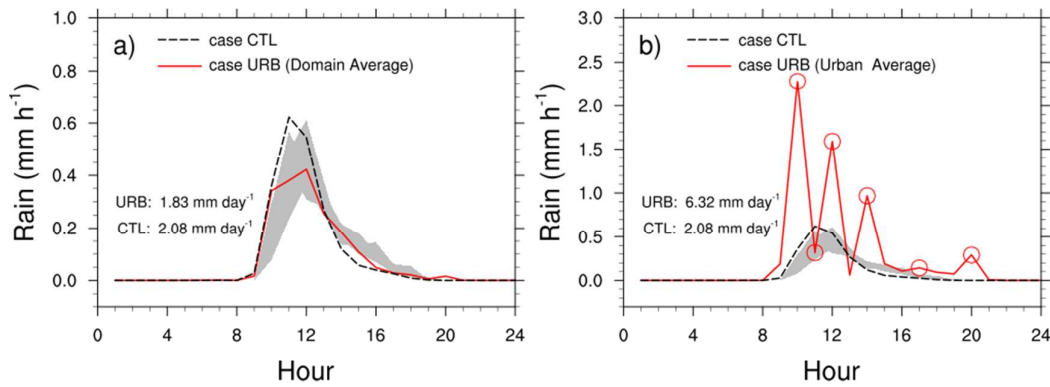 a)
case CTL
case URB (Domain Average)
URB: 1.83 mm day⁻¹
CTL: 2.08 mm day⁻¹
Rain (mm h⁻¹)
1.0
0.8
0.6
0.4
0.2
0.0
0 4 8 12 16 20 24
Hour
b)
case CTL
case URB (Urban Average)
URB: 6.32 mm day⁻¹
CTL: 2.08 mm day⁻¹
Rain (mm h⁻¹)
3.0
2.5
2.0
1.5
1.0
0.5
0.0
0 4 8 12 16 20 24
Hour